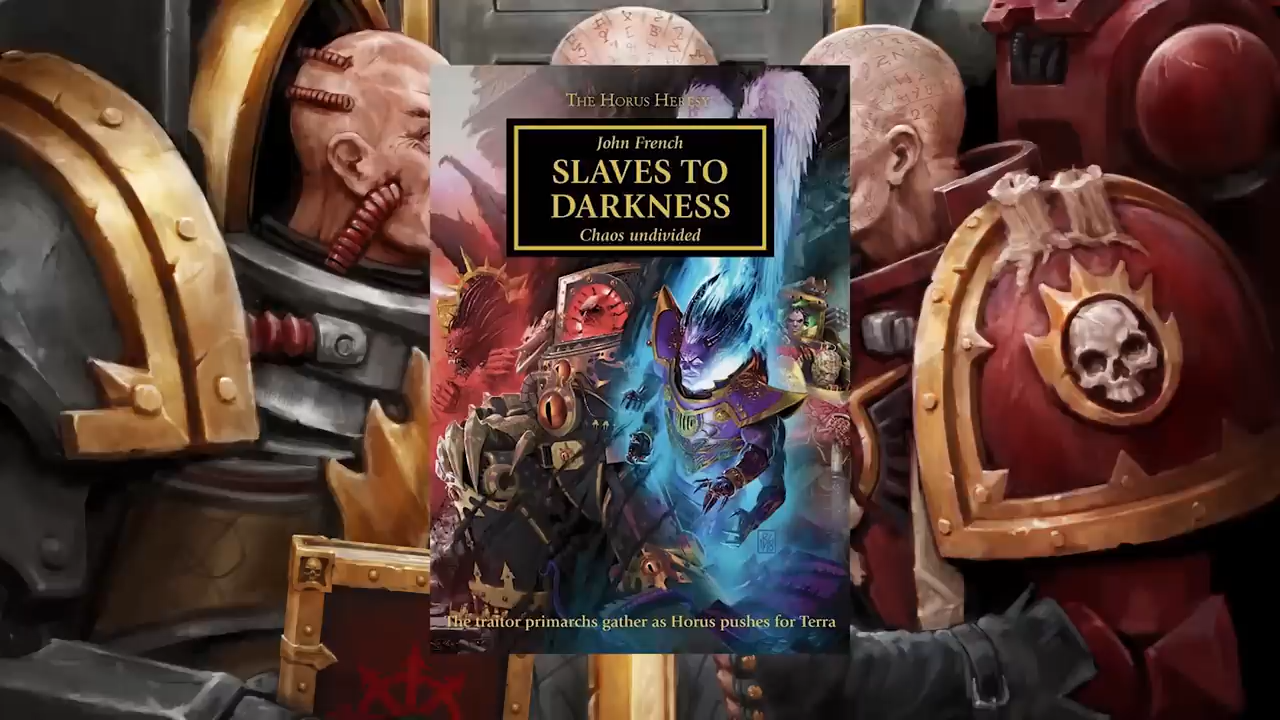 The Horus Heresy
John French
SLAVES TO
DARKNESS
Chaos undivided
The traitor primarchs gather as Horus pushes for Terra